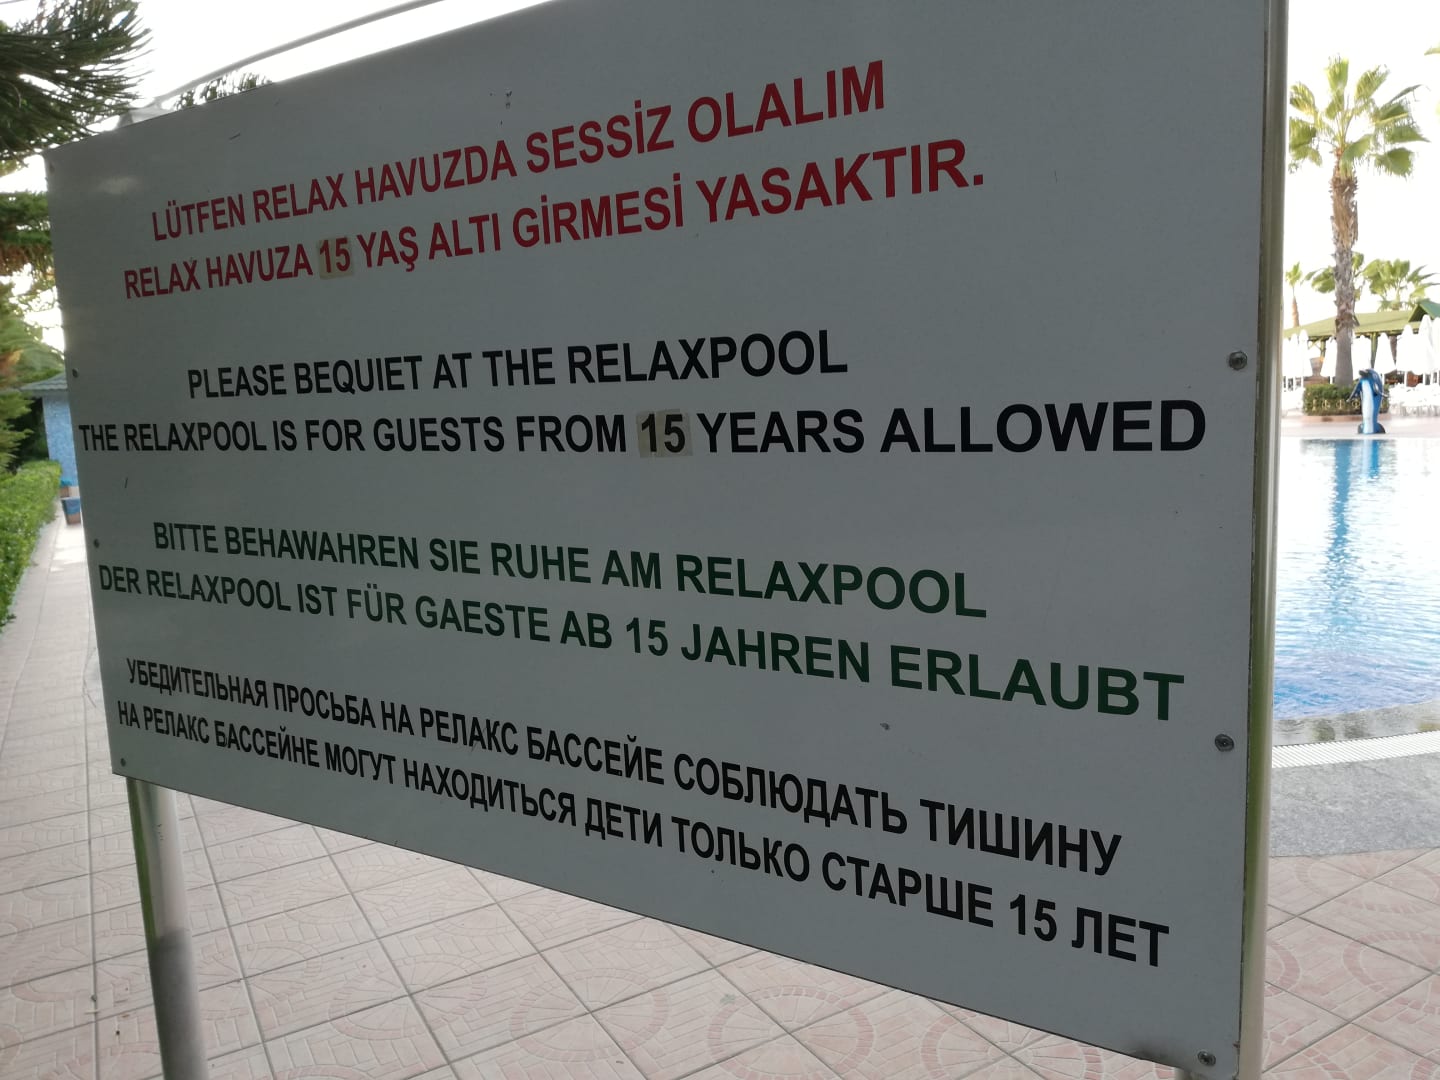 LÜTFEN RELAX HAVUZDA SESSİZ OLALIM
RELAX HAVUZA 15 YAŞ ALTI GİRMESİ YASAKTIR.
PLEASE BEQUIET AT THE RELAXPOOL
THE RELAXPOOL IS FOR GUESTS FROM 15 YEARS ALLOWED
BITTE BEHAWAHREN SIE RUHE AM RELAXPOOL
DER RELAXPOOL IST FÜR GAESTE AB 15 JAHREN ERLAUBT
УБЕДИТЕЛЬНАЯ ПРОСЬБА НА РЕЛАКС БАССЕЙЕ СОБЛЮДАТЬ ТИШИНУ
НА РЕЛАКС БАССЕЙНЕ МОГУТ НАХОДИТЬСЯ ДЕТИ ТОЛЬКО СТАРШЕ 15 ЛЕТ